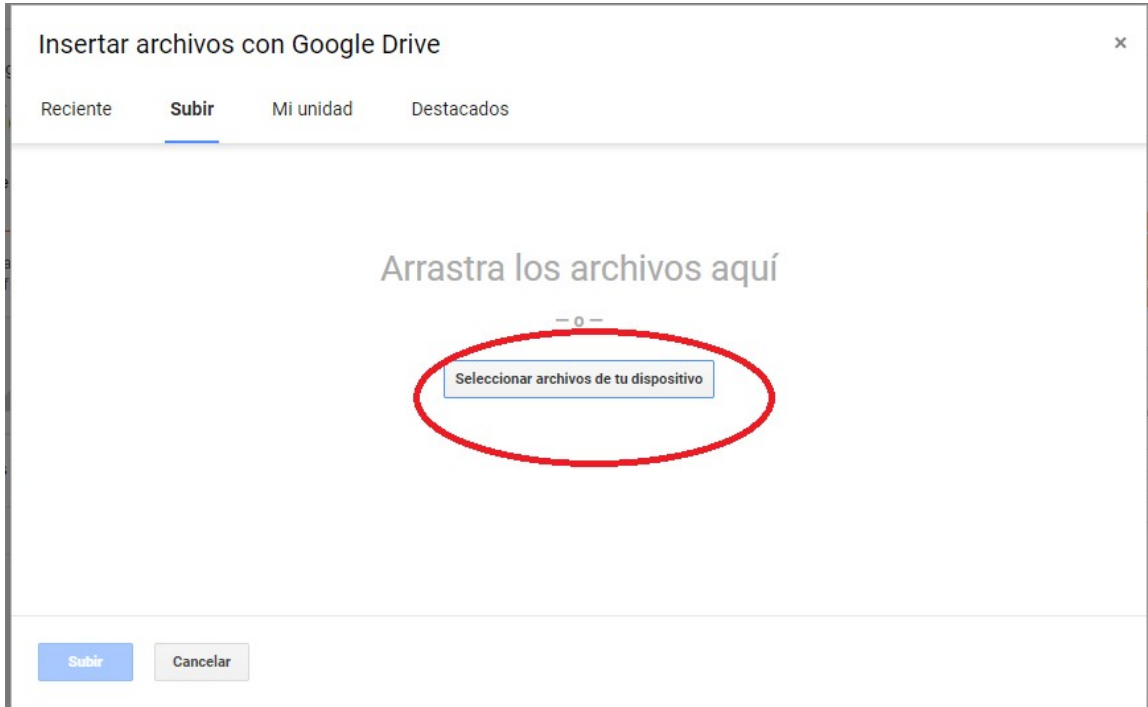 Insertar archivos con Google Drive
×
Reciente Subir Mi unidad Destacados
Arrastra los archivos aquí
— o —
Seleccionar archivos de tu dispositivo
Subir Cancelar